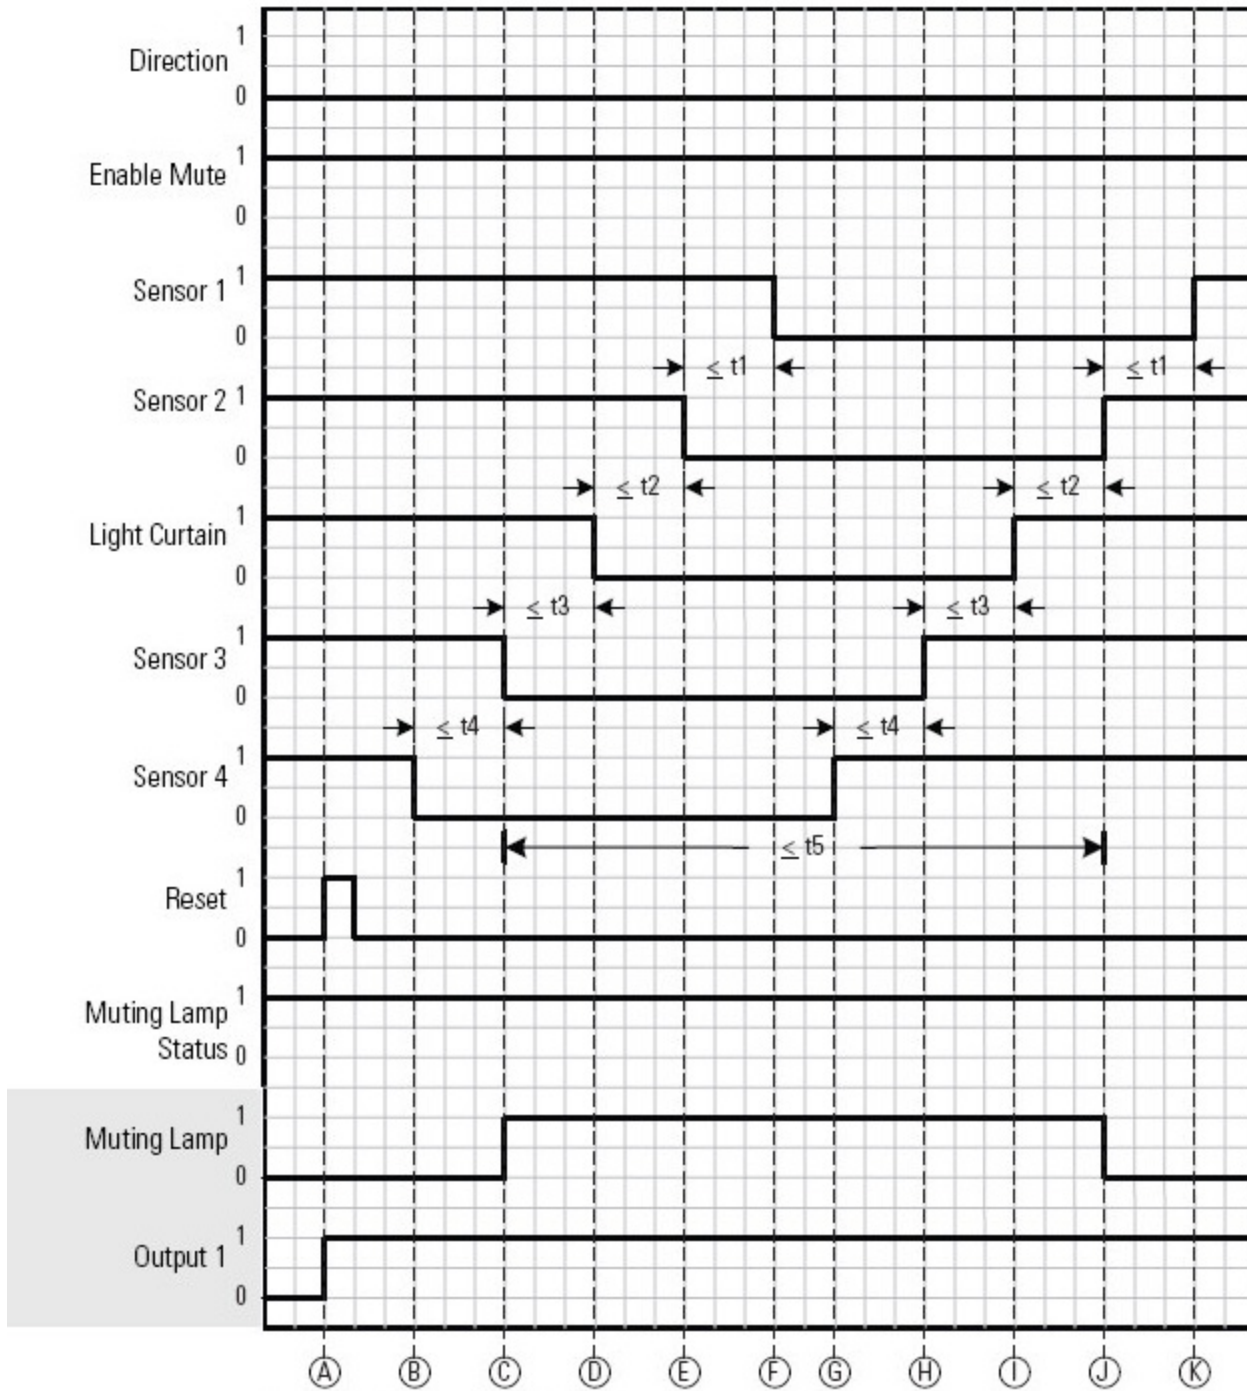 1
Direction
0
1
Enable Mute
0
1
Sensor 1
0
≤ t1 ≤ t1
Sensor 2 1
0
≤ t2 ≤ t2
1
Light Curtain
0
≤ t3 ≤ t3
1
Sensor 3
0
≤ t4 ≤ t4
1
Sensor 4
0
≤ t5
1
Reset
0
1
Muting Lamp
Status 0
1
Muting Lamp
0
1
Output 1
0
A B C D E F G H I J K